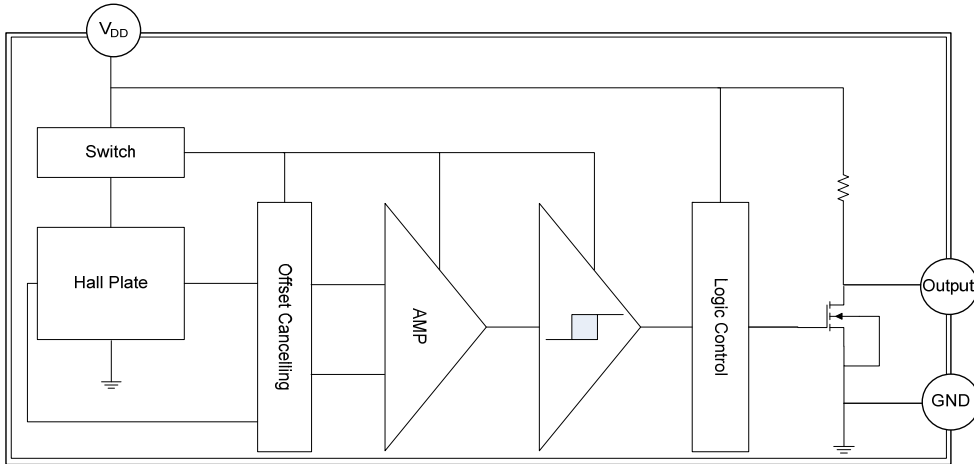 VDD
Switch
Hall Plate
Offset Cancelling
AMP
Logic Control
Output
GND